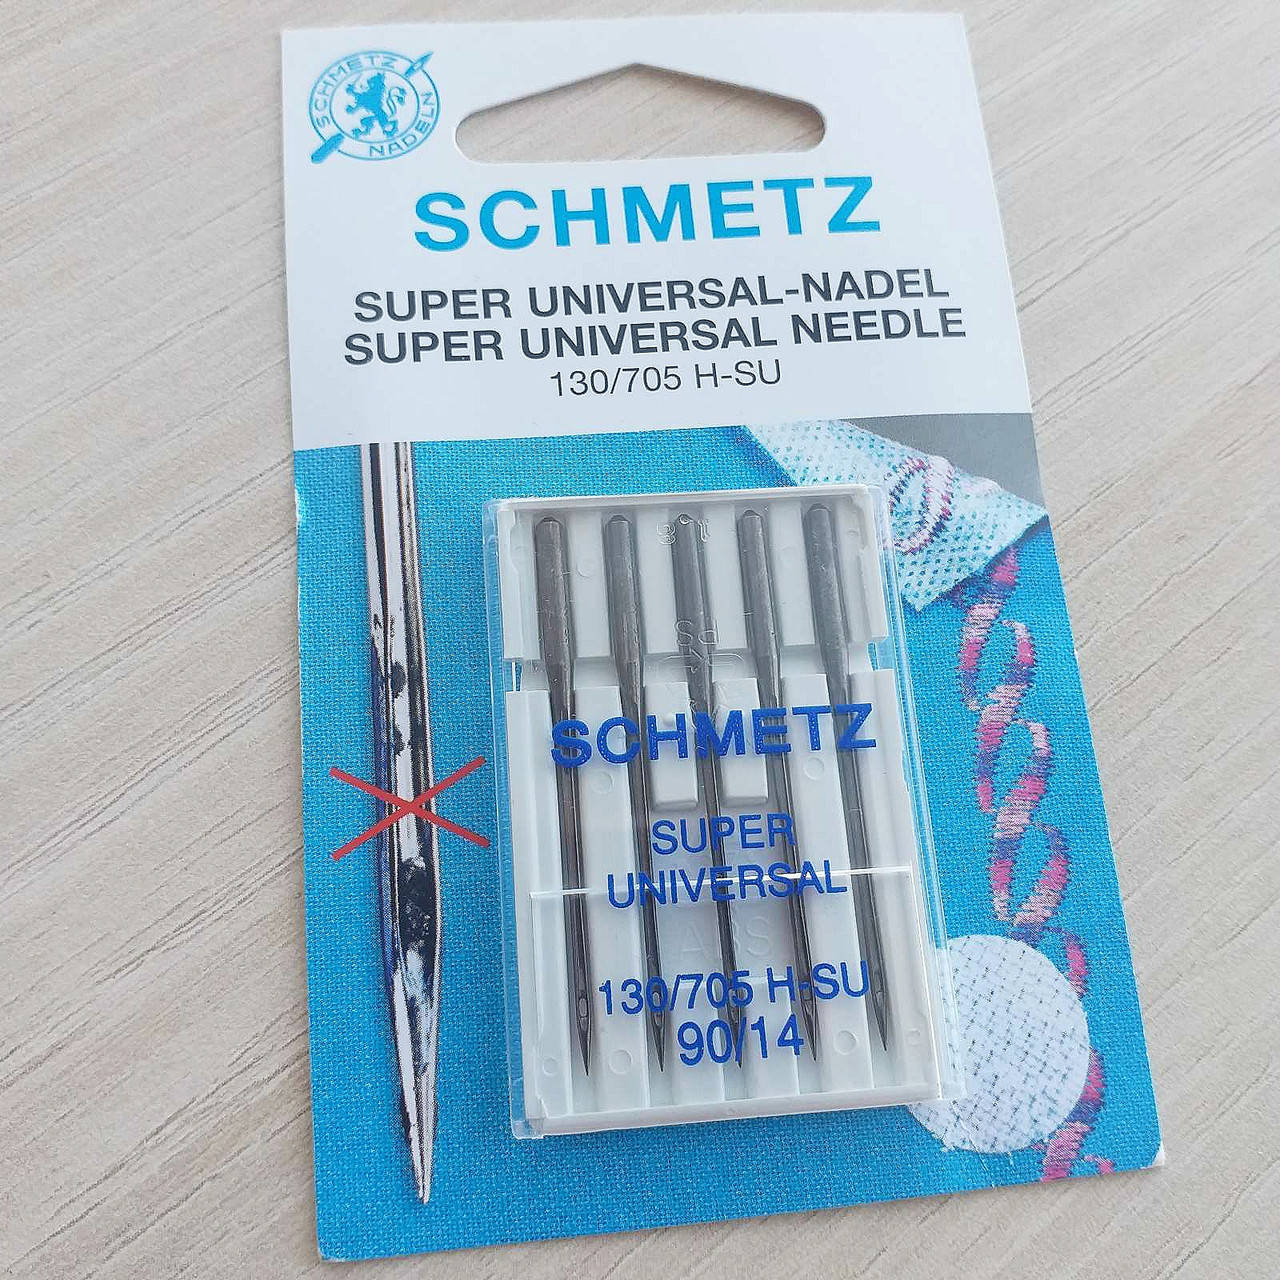 SCHMETZ
NADELN
SCHMETZ
SUPER UNIVERSAL-NADEL
SUPER UNIVERSAL NEEDLE
130/705 H-SU
SCHMETZ
SUPER
UNIVERSAL
ABS
130/705 H-SU
90/14